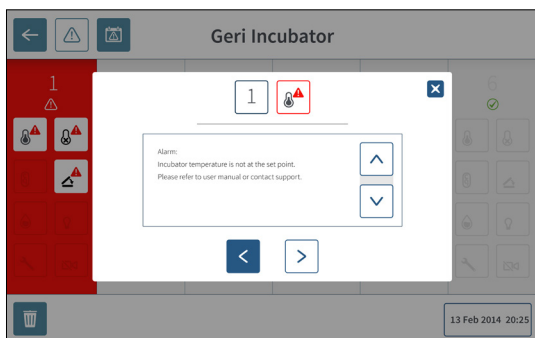 Geri Incubator
1
6
1
Alarm:
Incubator temperature is not at the set point.
Please refer to user manual or contact support.
13 Feb 2014 20:25